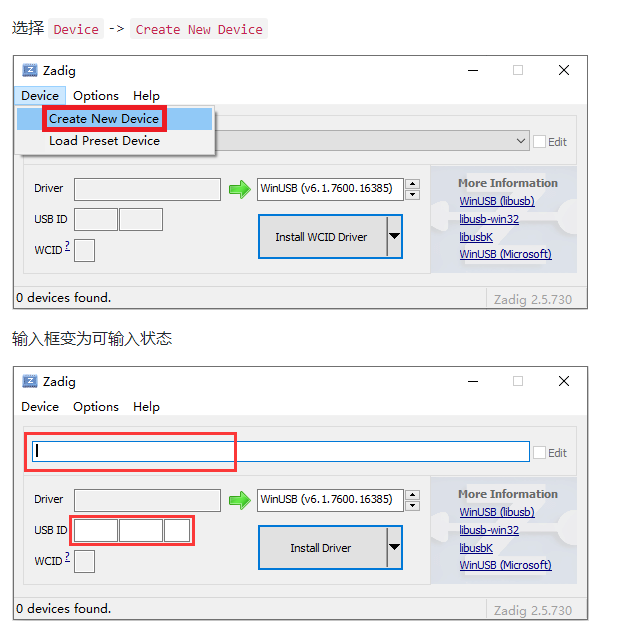 选择 Device -> Create New Device
Zadig
Device Options Help
Create New Device
Load Preset Device
Edit
Driver
WinUSB (v6.1.7600.16385)
USB ID
WCID ?
Install WCID Driver
More Information
WinUSB (libusb)
libusb-win32
libusbK
WinUSB (Microsoft)
0 devices found.
Zadig 2.5.730
输入框变为可输入状态
Zadig
Device Options Help
Edit
Driver
WinUSB (v6.1.7600.16385)
USB ID
WCID ?
Install Driver
More Information
WinUSB (libusb)
libusb-win32
libusbK
WinUSB (Microsoft)
0 devices found.
Zadig 2.5.730